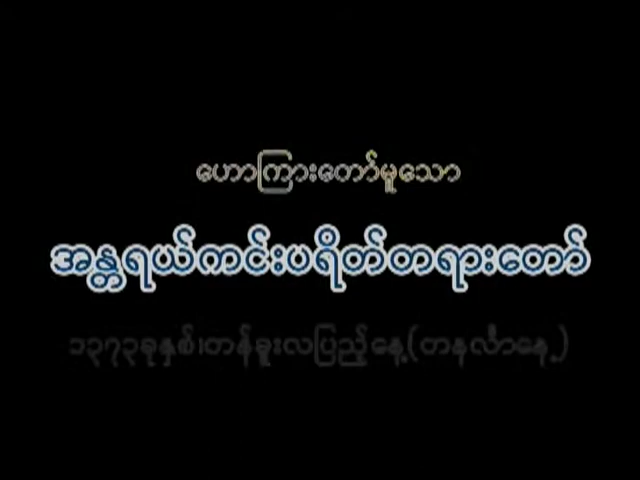 ဟောကြားတော်မူသော
အန္တရာယ်ကင်းပရိတ်တရားတော်
၁၃၇၃ခုနှစ်၊တန်ခူးလပြည့်နေ့(တနင်္လာနေ့)